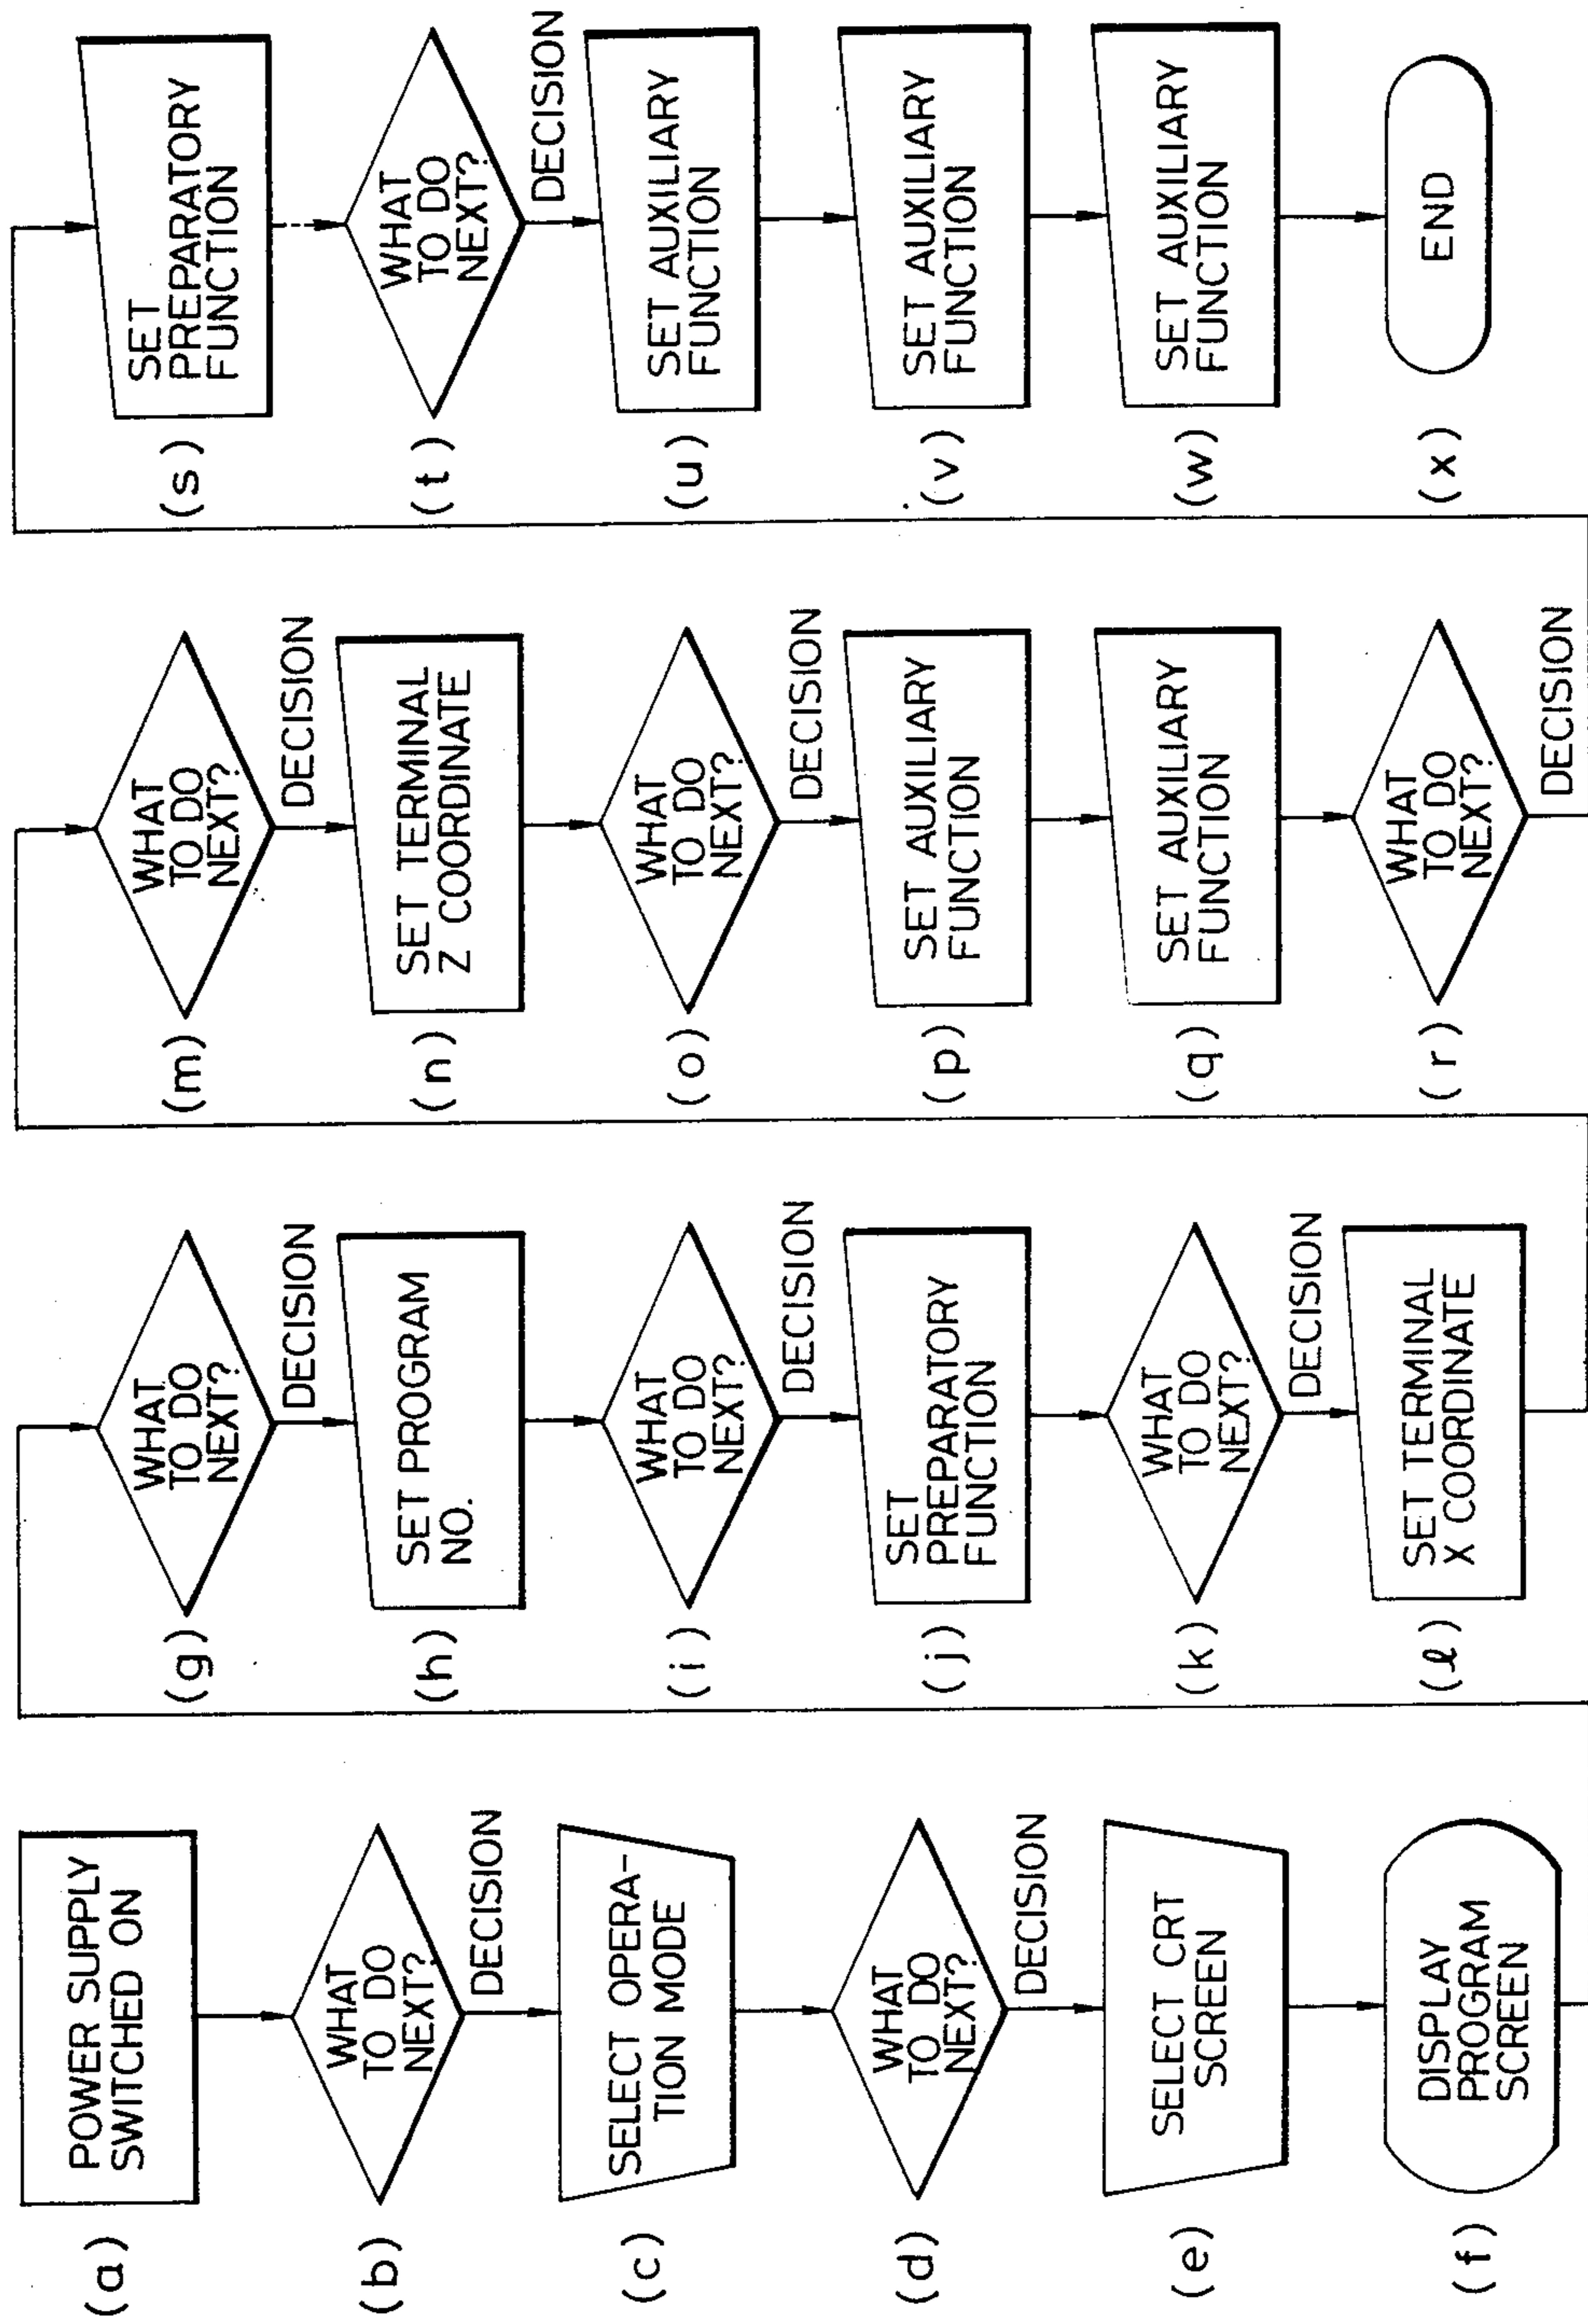 (a)
POWER SUPPLY
SWITCHED ON
(b)
WHAT
TO DO
NEXT?
DECISION
(c)
SELECT OPERA-
TION MODE
(d)
WHAT
TO DO
NEXT?
DECISION
(e)
SELECT CRT
SCREEN
(f)
DISPLAY
PROGRAM
SCREEN
(g)
WHAT
TO DO
NEXT?
DECISION
(h)
SET PROGRAM
NO.
(i)
WHAT
TO DO
NEXT?
DECISION
(j)
SET
PREPARATORY
FUNCTION
(k)
WHAT
TO DO
NEXT?
DECISION
(ℓ)
SET TERMINAL
X COORDINATE
(m)
WHAT
TO DO
NEXT?
DECISION
(n)
SET TERMINAL
Z COORDINATE
(o)
WHAT
TO DO
NEXT?
DECISION
(p)
SET AUXILIARY
FUNCTION
(q)
SET AUXILIARY
FUNCTION
(r)
WHAT
TO DO
NEXT?
DECISION
(s)
SET
PREPARATORY
FUNCTION
(t)
WHAT
TO DO
NEXT?
DECISION
(u)
SET AUXILIARY
FUNCTION
(v)
SET AUXILIARY
FUNCTION
(w)
SET AUXILIARY
FUNCTION
(x)
END